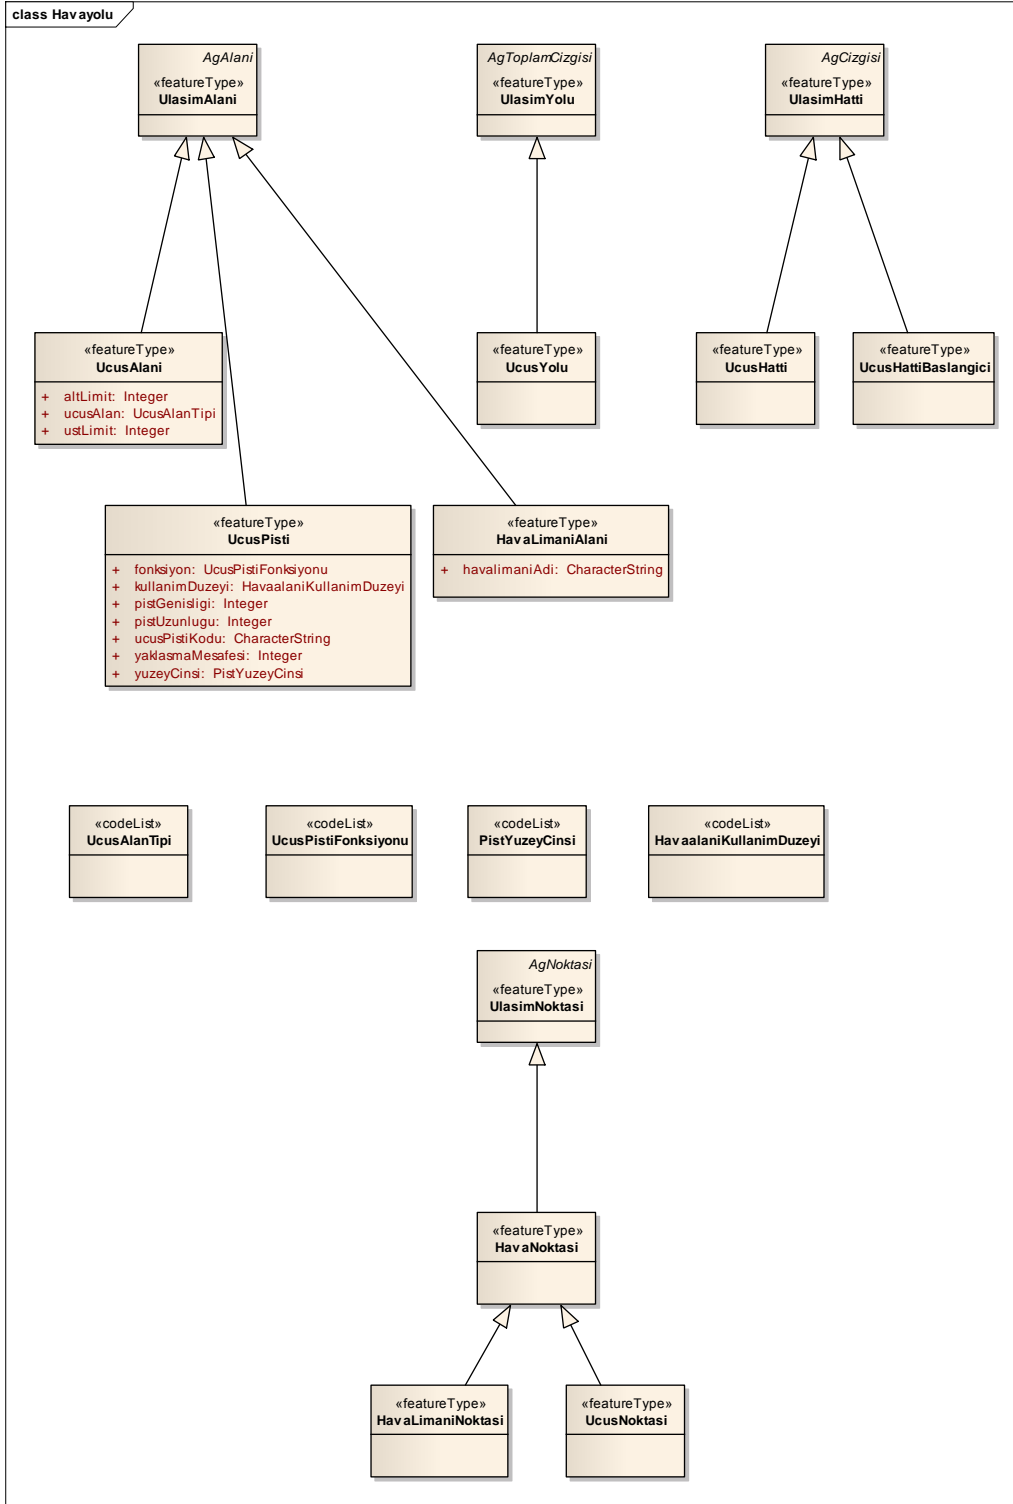 class Havayolu
AgAlani
«featureType»
UlasimAlani
AgToplamCizgisi
«featureType»
UlasimYolu
AgCizgisi
«featureType»
UlasimHatti
«featureType»
UcusAlani
+ altLimit: Integer
+ ucusAlan: UcusAlanTipi
+ ustLimit: Integer
«featureType»
UcusYolu
«featureType»
UcusHatti
«featureType»
UcusHattiBaslangici
«featureType»
UcusPisti
+ fonksiyon: UcusPistiFonksiyonu
+ kullanimDuzeyi: HavaalaniKullanimDuzeyi
+ pistGenisligi: Integer
+ pistUzunlugu: Integer
+ ucusPistiKodu: CharacterString
+ yaklasmaMesafesi: Integer
+ yuzeyCinsi: PistYuzeyCinsi
«featureType»
HavaLimaniAlani
+ havalimaniAdi: CharacterString
«codeList»
UcusAlanTipi
«codeList»
UcusPistiFonksiyonu
«codeList»
PistYuzeyCinsi
«codeList»
HavaalaniKullanimDuzeyi
AgNoktasi
«featureType»
UlasimNoktasi
«featureType»
HavaNoktasi
«featureType»
HavaLimaniNoktasi
«featureType»
UcusNoktasi